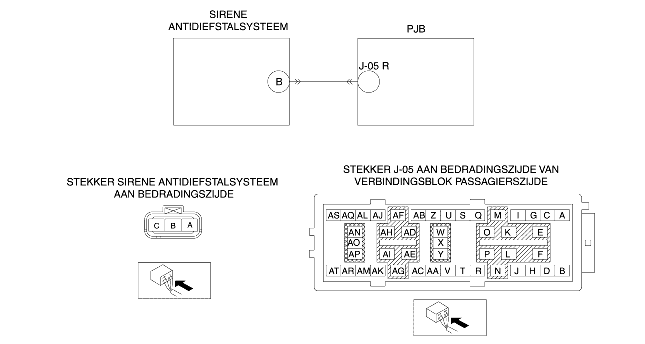 SIRENE
ANTIDIEFSTALSYSTEEM
PJB
J-05 R
B
STEKKER SIRENE ANTIDIEFSTALSYSTEEM
AAN BEDRADINGSZIJDE
C B A
STEKKER J-05 AAN BEDRADINGSZIJDE VAN
VERBINDINGSBLOK PASSAGIERSZIJDE
AS AQ AL AJ AF AB Z U S Q M I G C A
AN AH AD W O K E
AO X
AP AI AE Y P L F
AT AR AM AK AG AC AA V T R N J H D B